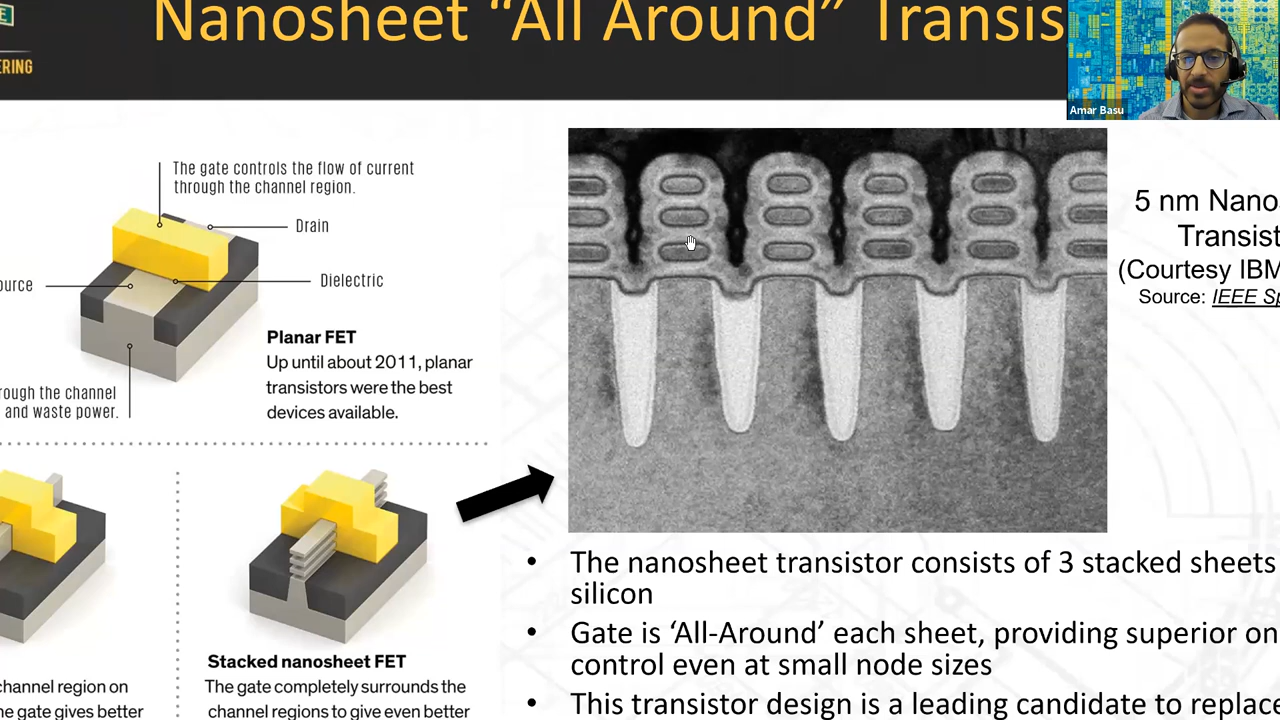 Nanosheet “All Around” Transis
ERING
Amar Basu
The gate controls the flow of current
through the channel region.
Drain
ource
Dielectric
Planar FET
Up until about 2011, planar
transistors were the best
devices available.
rough the channel
and waste power.
5 nm Nanos
Transist
(Courtesy IBM
Source: IEEE Sp
channel region on
he gate gives better
Stacked nanosheet FET
The gate completely surrounds the
channel regions to give even better
• The nanosheet transistor consists of 3 stacked sheets
silicon
• Gate is ‘All-Around’ each sheet, providing superior on
control even at small node sizes
• This transistor design is a leading candidate to replace